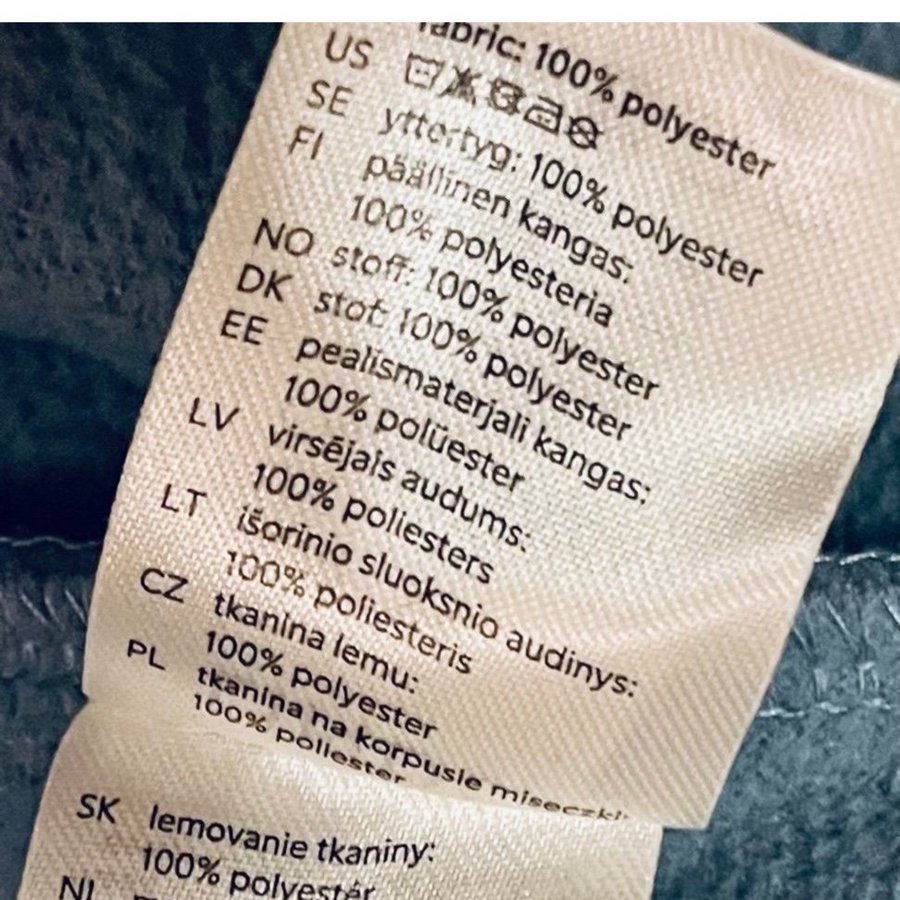 fabric: 100% polyester
US
SE yttertyg: 100% polyester
FI päällinen kangas:
100% polyesteria
NO stoff: 100% polyester
DK stof: 100% polyester
EE pealismaterjali kangas:
100% polüester
LV virsējais audums:
100% poliesters
LT išorinio sluoksnio audinys:
100% poliesteris
CZ tkanina lemu:
100% polyester
PL tkanina na korpusie miseczki:
100% poliester
SK lemovanie tkaniny:
100% polyestér
NL